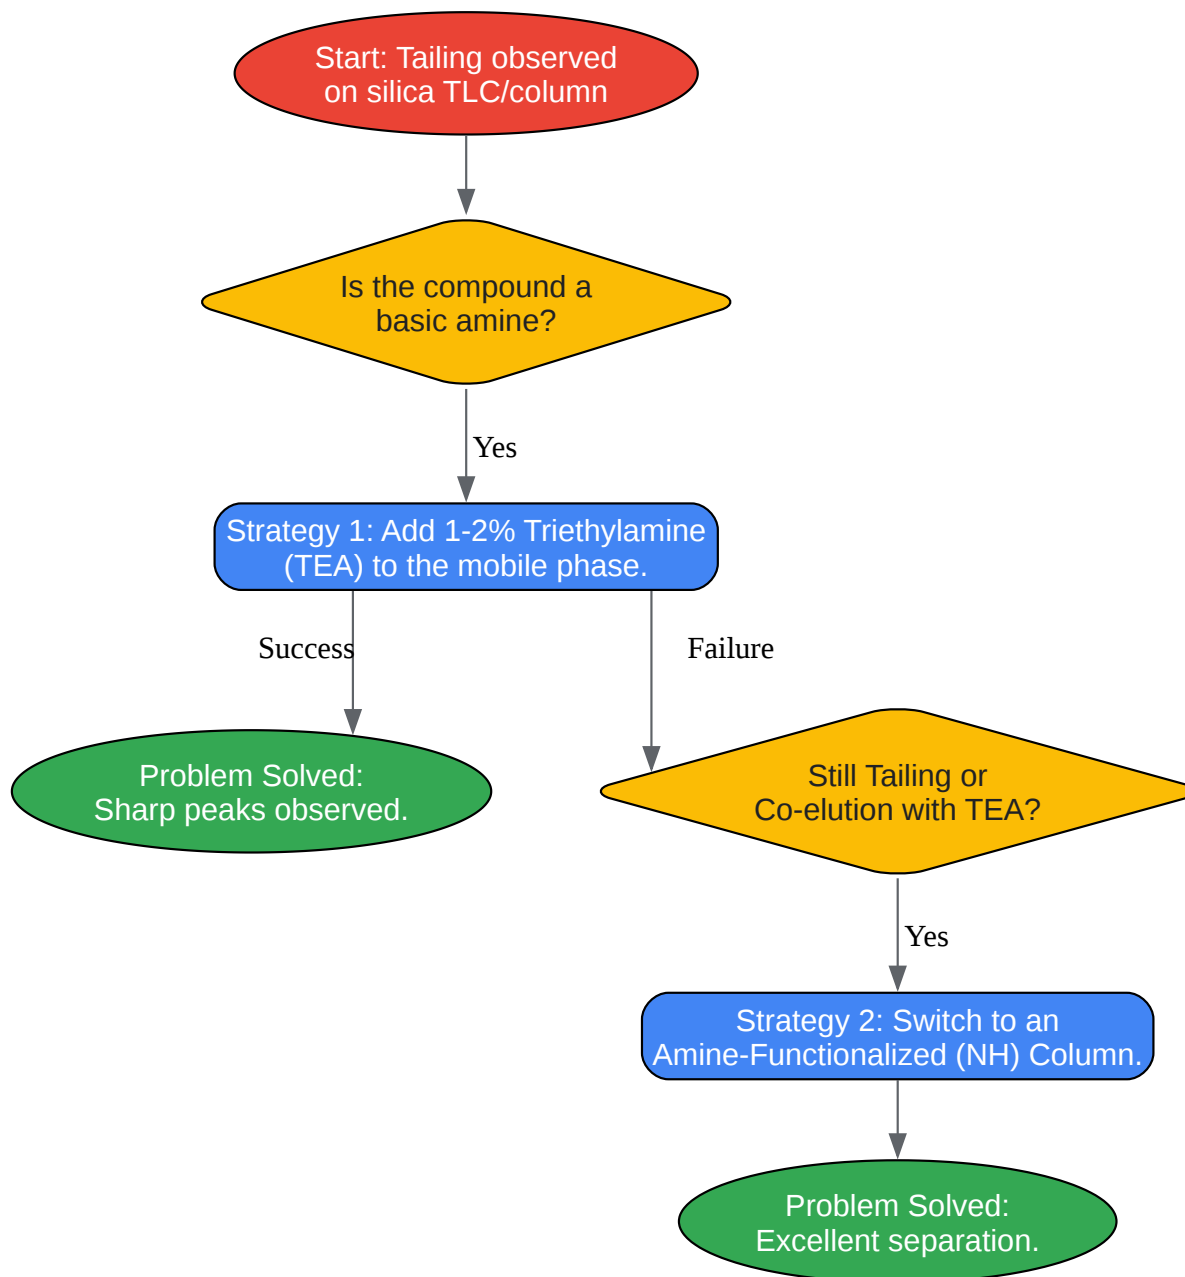 Start: Tailing observed
on silica TLC/column
Is the compound a
basic amine?
Yes
Strategy 1: Add 1-2% Triethylamine
(TEA) to the mobile phase.
Success
Failure
Problem Solved:
Sharp peaks observed.
Still Tailing or
Co-elution with TEA?
Yes
Strategy 2: Switch to an
Amine-Functionalized (NH) Column.
Problem Solved:
Excellent separation.